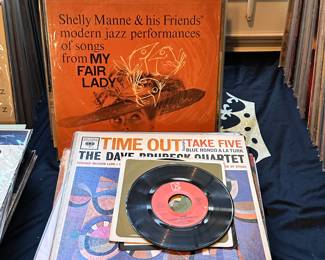 Shelly Manne & his Friends'
modern jazz performances
of songs
from MY
FAIR
LADY
TIME OUT
TAKE FIVE
BLUE RONDO A LA TURK
THE DAVE BRUBECK QUARTET